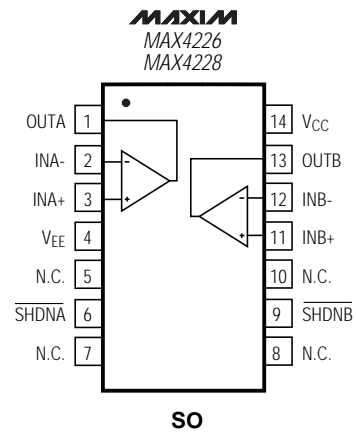 MAXIM
MAX4226
MAX4228
OUTA 1 14 VCC
INA- 2 - 13 OUTB
INA+ 3 + - 12 INB-
VEE 4 + 11 INB+
N.C. 5 10 N.C.
SHDNA 6 9 SHDNB
N.C. 7 8 N.C.
SO